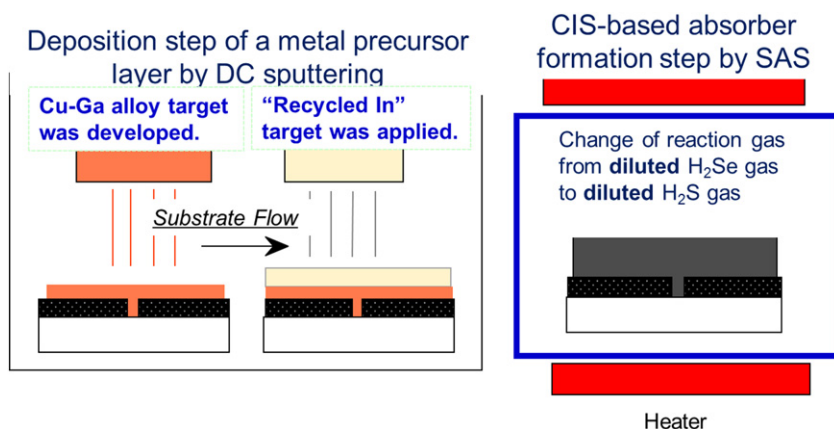 Deposition step of a metal precursor
layer by DC sputtering
Cu-Ga alloy target
was developed.
“Recycled In”
target was applied.
Substrate Flow
CIS-based absorber
formation step by SAS
Change of reaction gas
from diluted H₂Se gas
to diluted H₂S gas
Heater